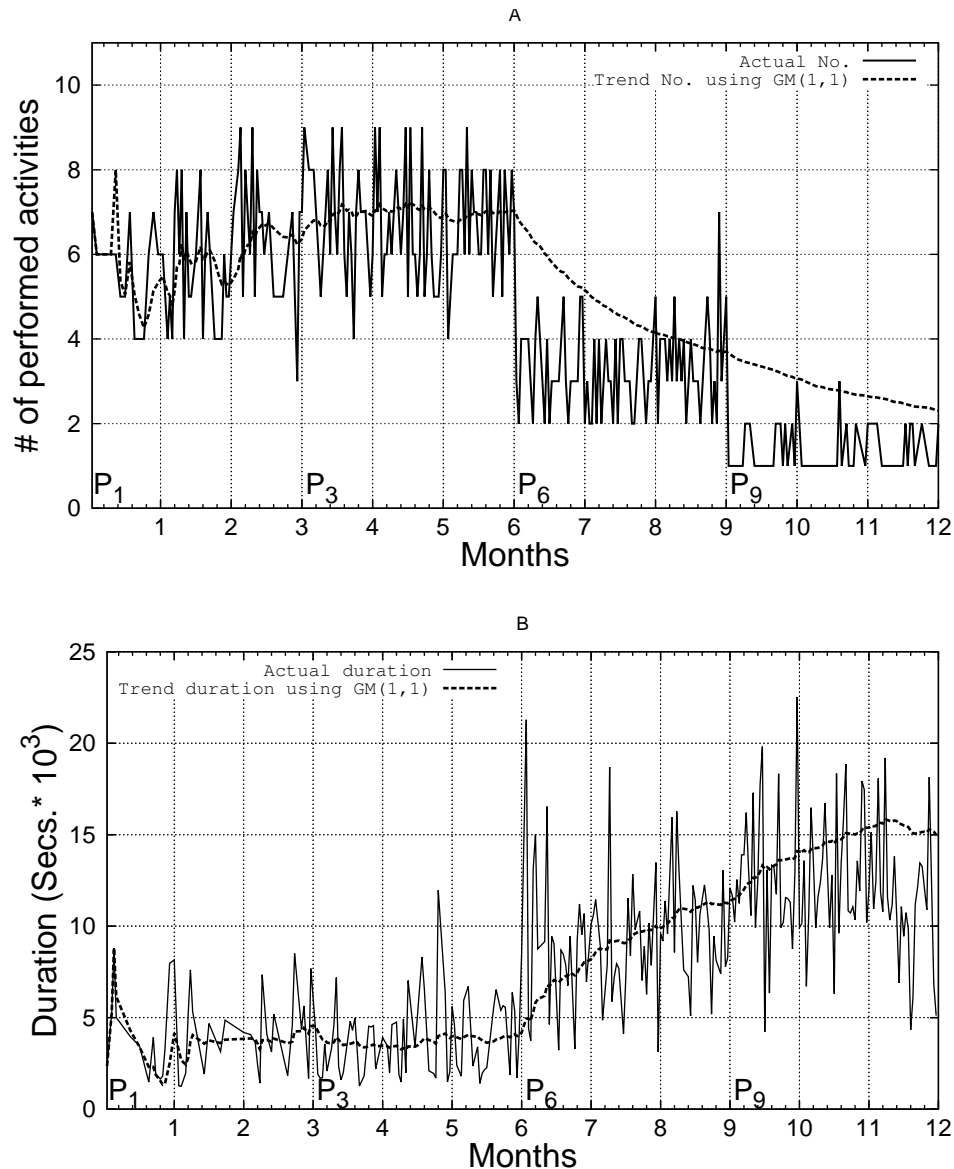 A
Actual No.
Trend No. using GM(1,1)
# of performed activities
10
8
6
4
2
0
P1
P3
P6
P9
1 2 3 4 5 6 7 8 9 10 11 12
Months
B
Actual duration
Trend duration using GM(1,1)
Duration (Secs.* 10^3)
25
20
15
10
5
0
P1
P3
P6
P9
1 2 3 4 5 6 7 8 9 10 11 12
Months